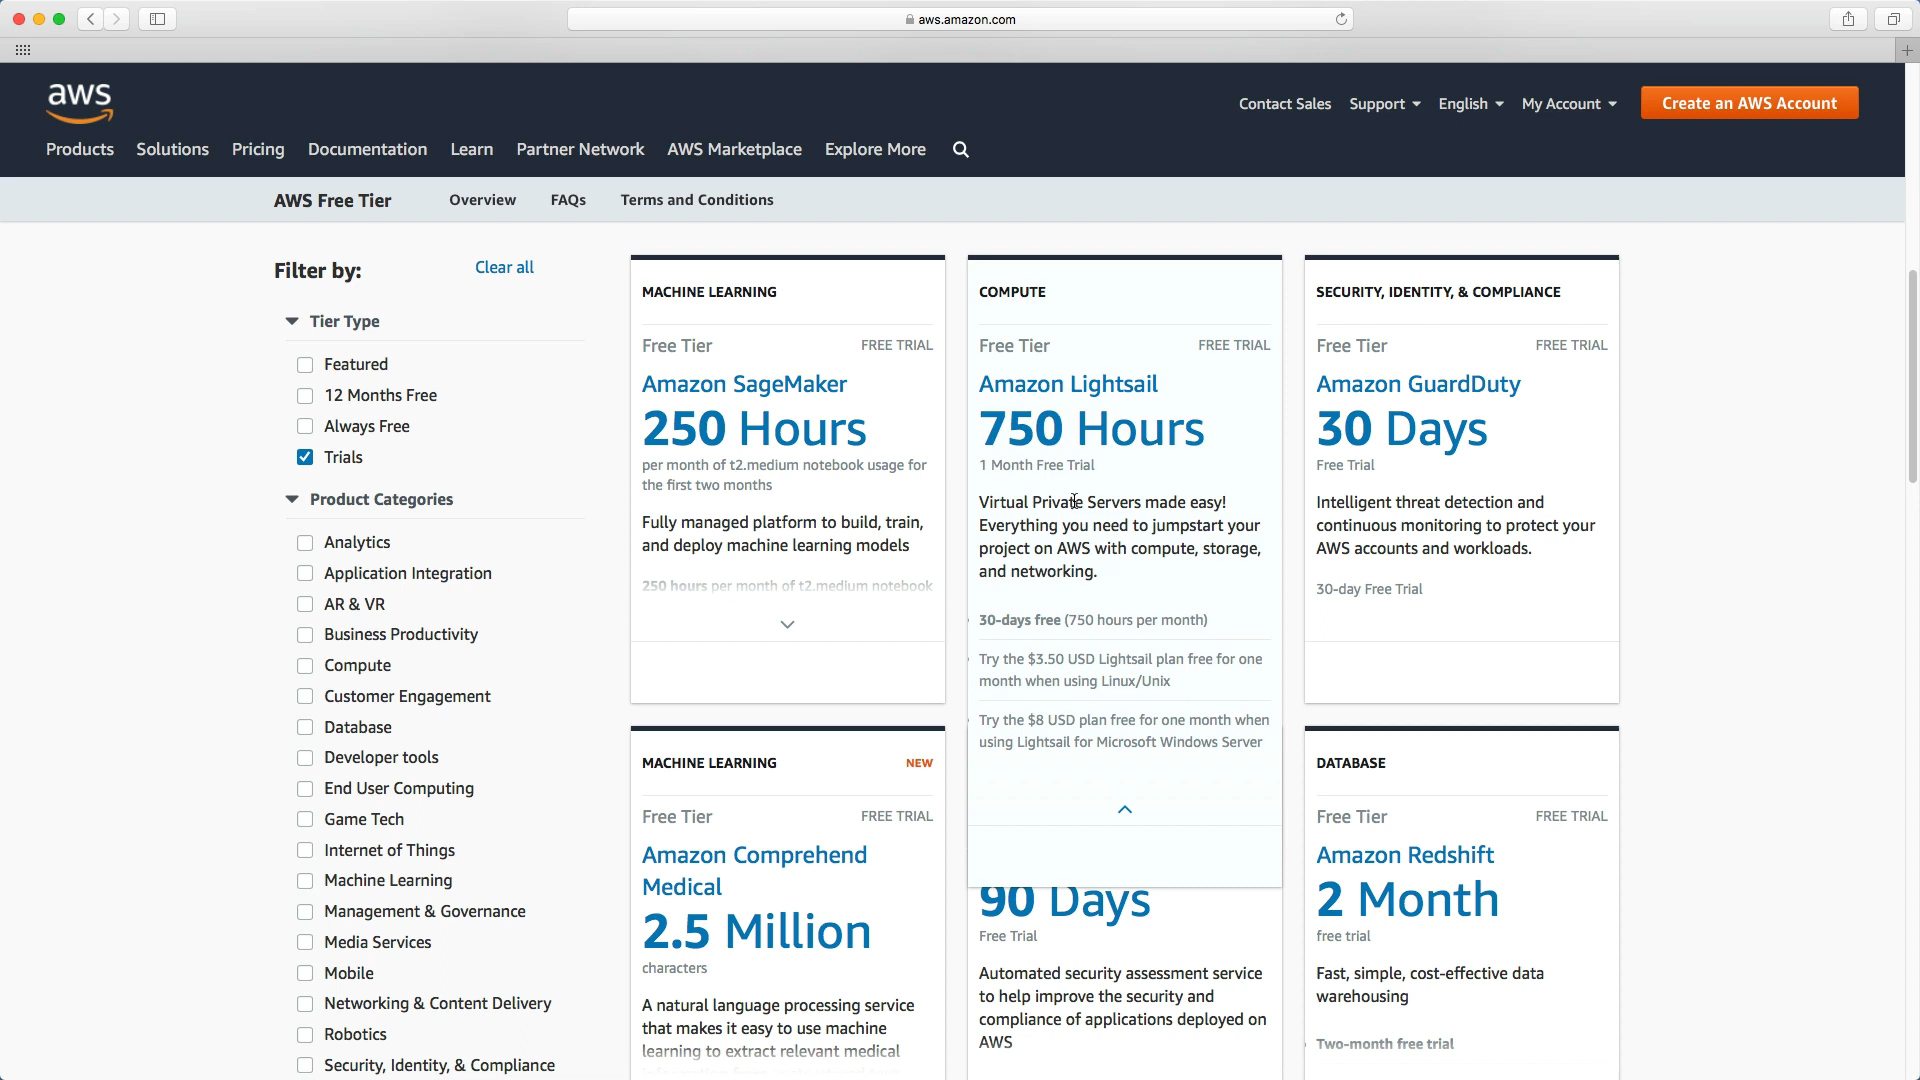 aws.amazon.com
aws
Contact Sales
Support
English
My Account
Create an AWS Account
Products
Solutions
Pricing
Documentation
Learn
Partner Network
AWS Marketplace
Explore More
AWS Free Tier
Overview
FAQs
Terms and Conditions
Filter by:
Clear all
Tier Type
Featured
12 Months Free
Always Free
Trials
Product Categories
Analytics
Application Integration
AR & VR
Business Productivity
Compute
Customer Engagement
Database
Developer tools
End User Computing
Game Tech
Internet of Things
Machine Learning
Management & Governance
Media Services
Mobile
Networking & Content Delivery
Robotics
Security, Identity, & Compliance
MACHINE LEARNING
Free Tier
FREE TRIAL
Amazon SageMaker
250 Hours
per month of t2.medium notebook usage for
the first two months
Fully managed platform to build, train,
and deploy machine learning models
250 hours per month of t2.medium notebook
COMPUTE
Free Tier
FREE TRIAL
Amazon Lightsail
750 Hours
1 Month Free Trial
Virtual Private Servers made easy!
Everything you need to jumpstart your
project on AWS with compute, storage,
and networking.
30-days free (750 hours per month)
Try the $3.50 USD Lightsail plan free for one
month when using Linux/Unix
Try the $8 USD plan free for one month when
using Lightsail for Microsoft Windows Server
SECURITY, IDENTITY, & COMPLIANCE
Free Tier
FREE TRIAL
Amazon GuardDuty
30 Days
Free Trial
Intelligent threat detection and
continuous monitoring to protect your
AWS accounts and workloads.
30-day Free Trial
MACHINE LEARNING
NEW
Free Tier
FREE TRIAL
Amazon Comprehend
Medical
2.5 Million
characters
A natural language processing service
that makes it easy to use machine
learning to extract relevant medical
90 Days
Free Trial
Automated security assessment service
to help improve the security and
compliance of applications deployed on
AWS
DATABASE
Free Tier
FREE TRIAL
Amazon Redshift
2 Month
free trial
Fast, simple, cost-effective data
warehousing
Two-month free trial